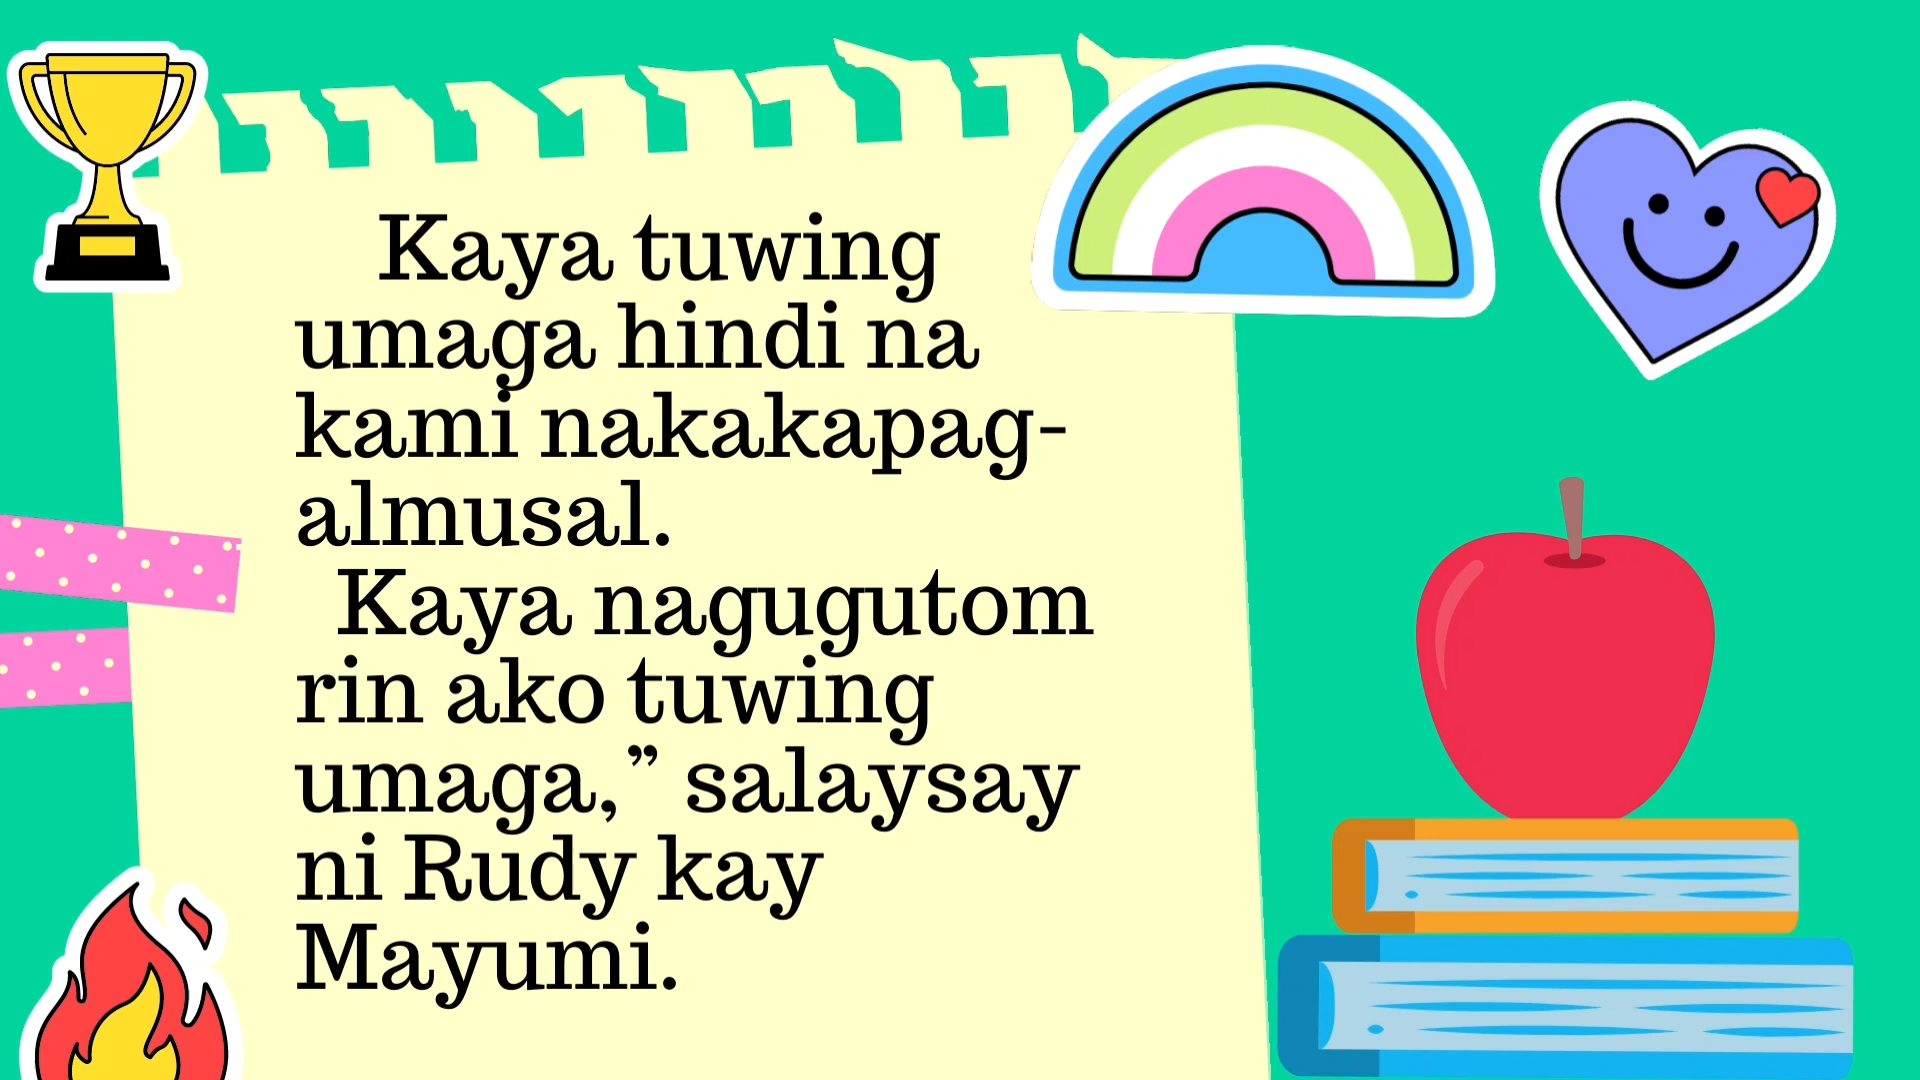 Kaya tuwing
umaga hindi na
kami nakakapag-
almusal.
Kaya nagugutom
rin ako tuwing
umaga,” salaysay
ni Rudy kay
Mayumi.